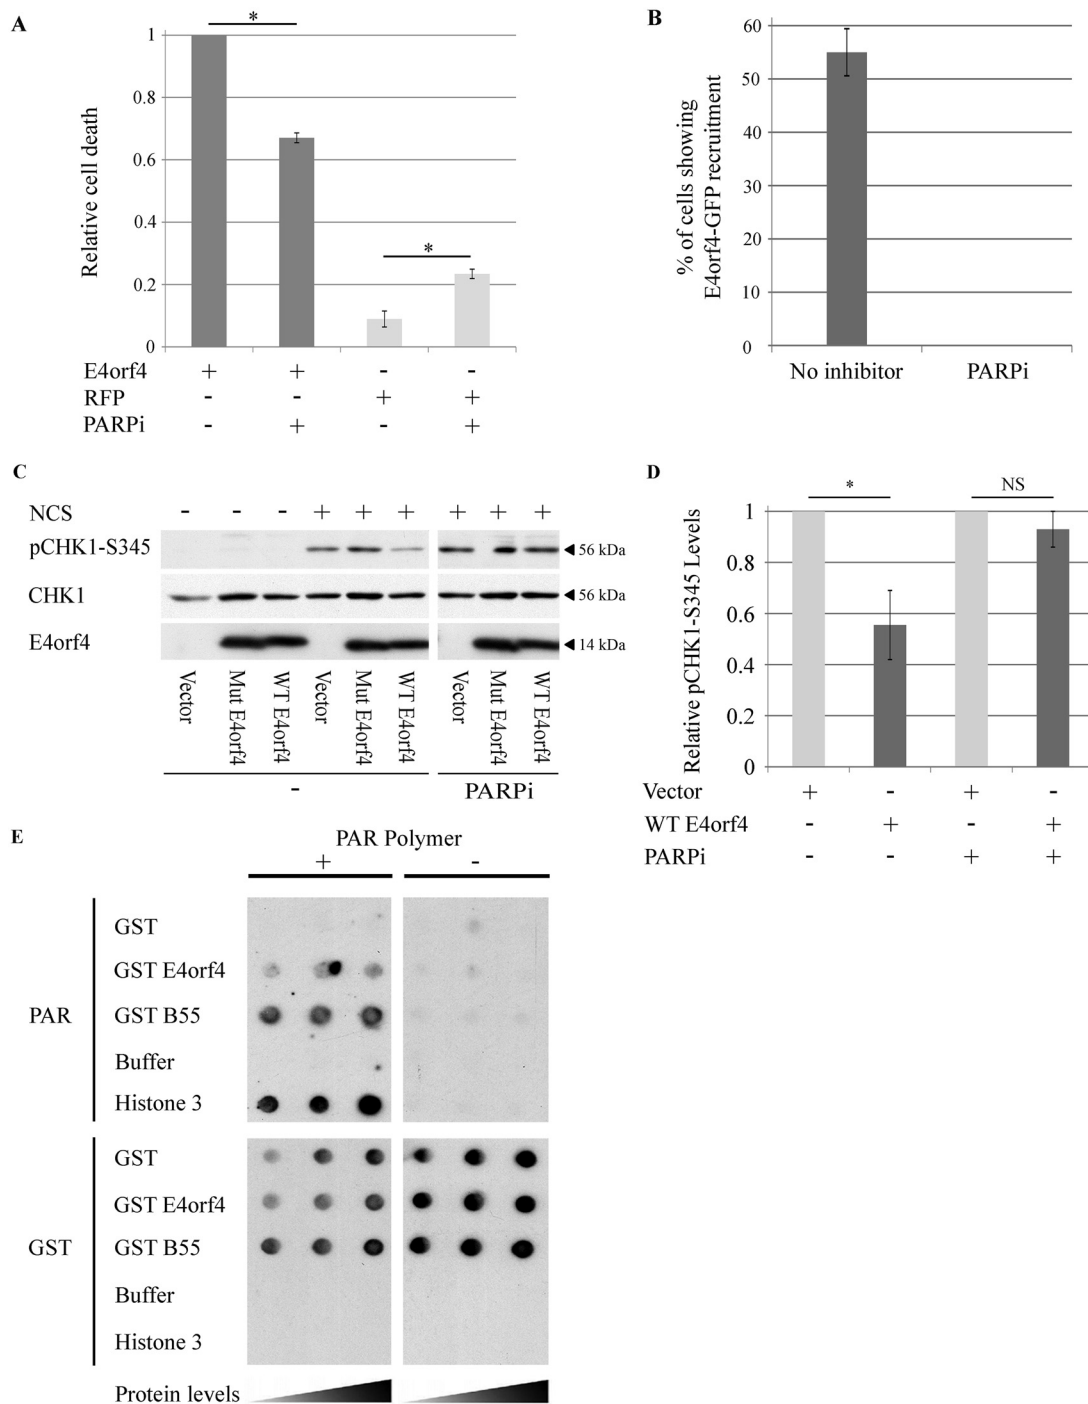 A
*
1
0.8
0.6
0.4
0.2
0
*
Relative cell death
E4orf4 + + - -
RFP - - + +
PARPi - + - +
B
60
50
40
30
20
10
0
% of cells showing
E4orf4-GFP recruitment
No inhibitor PARPi
C
NCS - - - + + + + + +
pCHK1-S345 56 kDa
CHK1 56 kDa
E4orf4 14 kDa
Vector
Mut E4orf4
WT E4orf4
Vector
Mut E4orf4
WT E4orf4
Vector
Mut E4orf4
WT E4orf4
- PARPi
D
* NS
1
0.8
0.6
0.4
0.2
0
Relative pCHK1-S345 Levels
Vector + - + -
WT E4orf4 - + - +
PARPi - - + +
E
PAR Polymer
+ -
PAR
GST
GST E4orf4
GST B55
Buffer
Histone 3
GST
GST
GST E4orf4
GST B55
Buffer
Histone 3
Protein levels